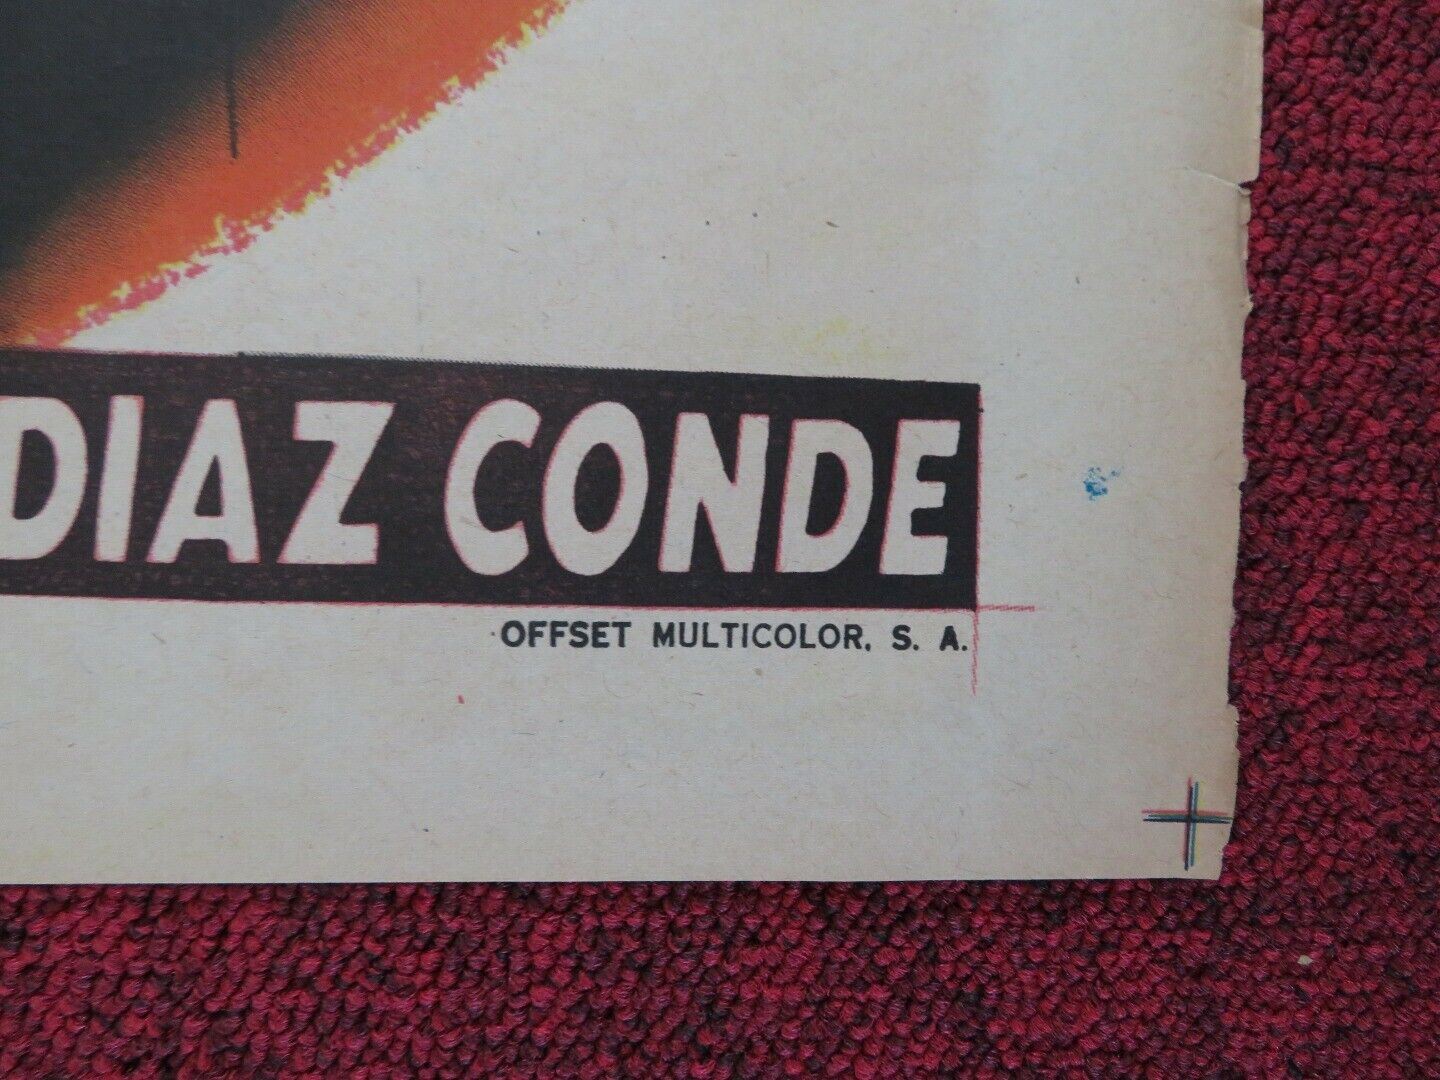 DIAZ CONDE
OFFSET MULTICOLOR, S. A.